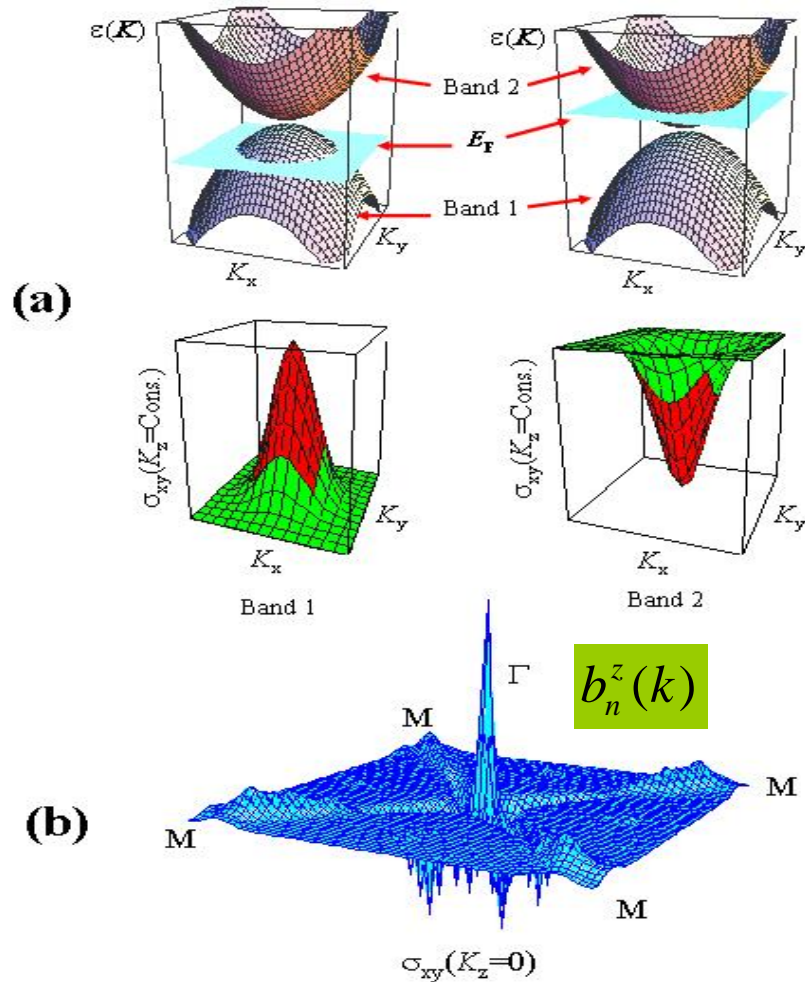 ε(K)
ε(K)
Band 2
E_F
Band 1
K_x
K_y
K_x
K_y
(a)
σ_xy(K_z=Cons.)
K_x
K_y
σ_xy(K_z=Cons.)
K_x
K_y
Band 1
Band 2
Γ
b_n^z(k)
M
M
M
M
(b)
σ_xy(K_z=0)